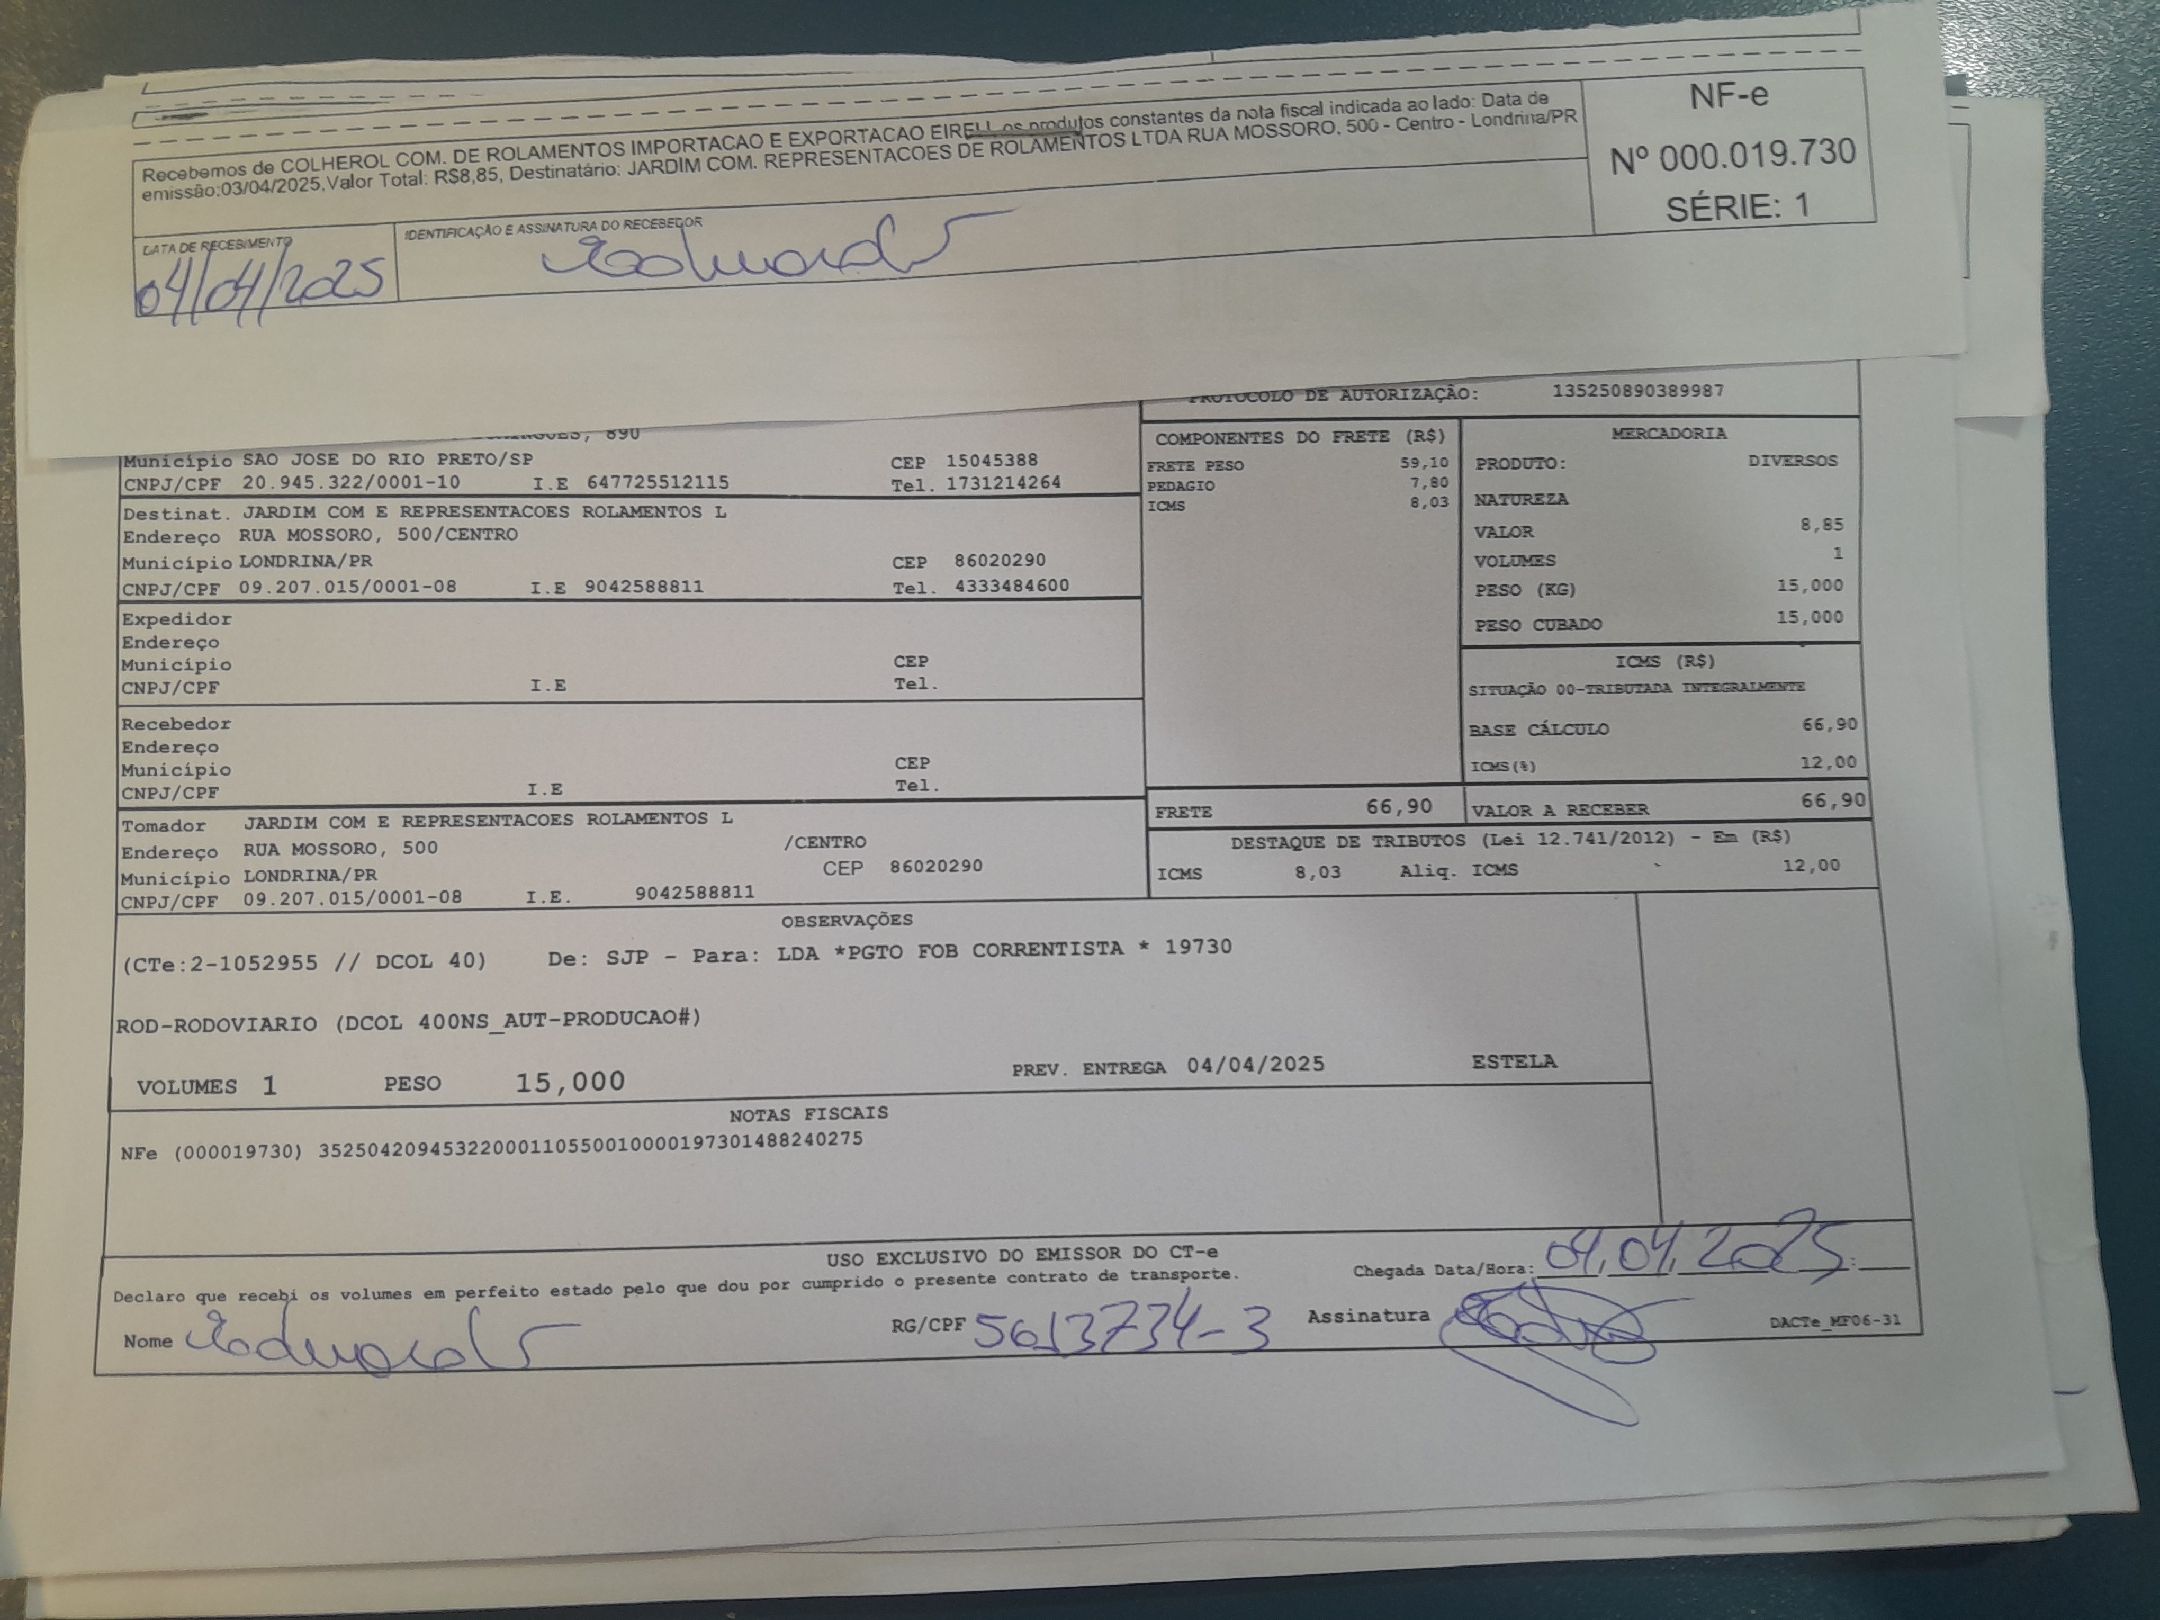 Recebemos de COLHEROL COM. DE ROLAMENTOS IMPORTACAO E EXPORTACAO EIRELI, os produtos constantes da nota fiscal indicada ao lado: Data de
emissão:03/04/2025,Valor Total: R$8,85, Destinatário: JARDIM COM. REPRESENTACOES DE ROLAMENTOS LTDA RUA MOSSORO, 500 - Centro - Londrina/PR
NF-e
Nº 000.019.730
SÉRIE: 1
DATA DE RECEBIMENTO
04/04/2025
IDENTIFICAÇÃO E ASSINATURA DO RECEBEDOR
Eduardo
PROTOCOLO DE AUTORIZAÇÃO: 135250890389987
, 890
Município SAO JOSE DO RIO PRETO/SP CEP 15045388
CNPJ/CPF 20.945.322/0001-10 I.E 647725512115 Tel. 1731214264
Destinat. JARDIM COM E REPRESENTACOES ROLAMENTOS L
Endereço RUA MOSSORO, 500/CENTRO
Município LONDRINA/PR CEP 86020290
CNPJ/CPF 09.207.015/0001-08 I.E 9042588811 Tel. 4333484600
Expedidor
Endereço
Município CEP
CNPJ/CPF I.E Tel.
Recebedor
Endereço
Município CEP
CNPJ/CPF I.E Tel.
Tomador JARDIM COM E REPRESENTACOES ROLAMENTOS L
Endereço RUA MOSSORO, 500 /CENTRO
Município LONDRINA/PR CEP 86020290
CNPJ/CPF 09.207.015/0001-08 I.E. 9042588811
COMPONENTES DO FRETE (R$)
FRETE PESO 59,10
PEDAGIO 7,80
ICMS 8,03
MERCADORIA
PRODUTO: DIVERSOS
NATUREZA
VALOR 8,85
VOLUMES 1
PESO (KG) 15,000
PESO CUBADO 15,000
ICMS (R$)
SITUAÇÃO 00-TRIBUTADA INTEGRALMENTE
BASE CÁLCULO 66,90
ICMS(%) 12,00
FRETE 66,90
VALOR A RECEBER 66,90
DESTAQUE DE TRIBUTOS (Lei 12.741/2012) - Em (R$)
ICMS 8,03 Aliq. ICMS 12,00
OBSERVAÇÕES
(CTe:2-1052955 // DCOL 40) De: SJP - Para: LDA *PGTO FOB CORRENTISTA * 19730
ROD-RODOVIARIO (DCOL 400NS_AUT-PRODUCAO#)
VOLUMES 1 PESO 15,000 PREV. ENTREGA 04/04/2025 ESTELA
NOTAS FISCAIS
NFe (000019730) 35250420945322000110550010000197301488240275
USO EXCLUSIVO DO EMISSOR DO CT-e
Declaro que recebi os volumes em perfeito estado pelo que dou por cumprido o presente contrato de transporte.
Chegada Data/Hora: 04.04.2025 :
Nome Eduardo RG/CPF 5613734-3 Assinatura
DACTe_MF06-31